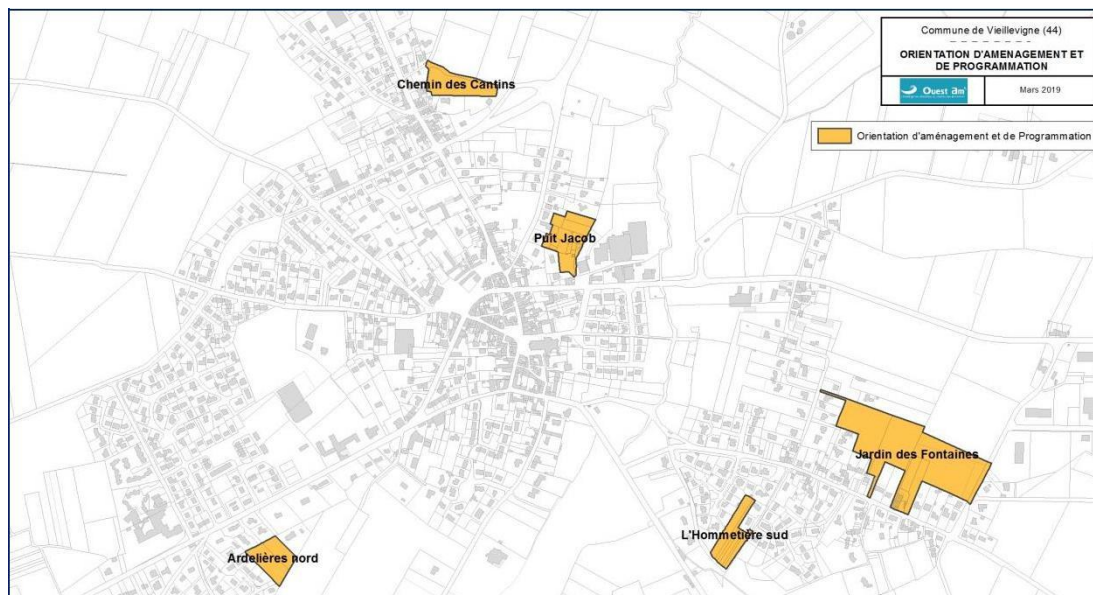 Commune de Vieillevigne (44)
ORIENTATION D'AMENAGEMENT ET
DE PROGRAMMATION
Ouest am'
Mars 2019
Orientation d'aménagement et de Programmation
Chemin des Cantins
Puit Jacob
Jardin des Fontaines
L'Hommetière sud
Ardelières nord